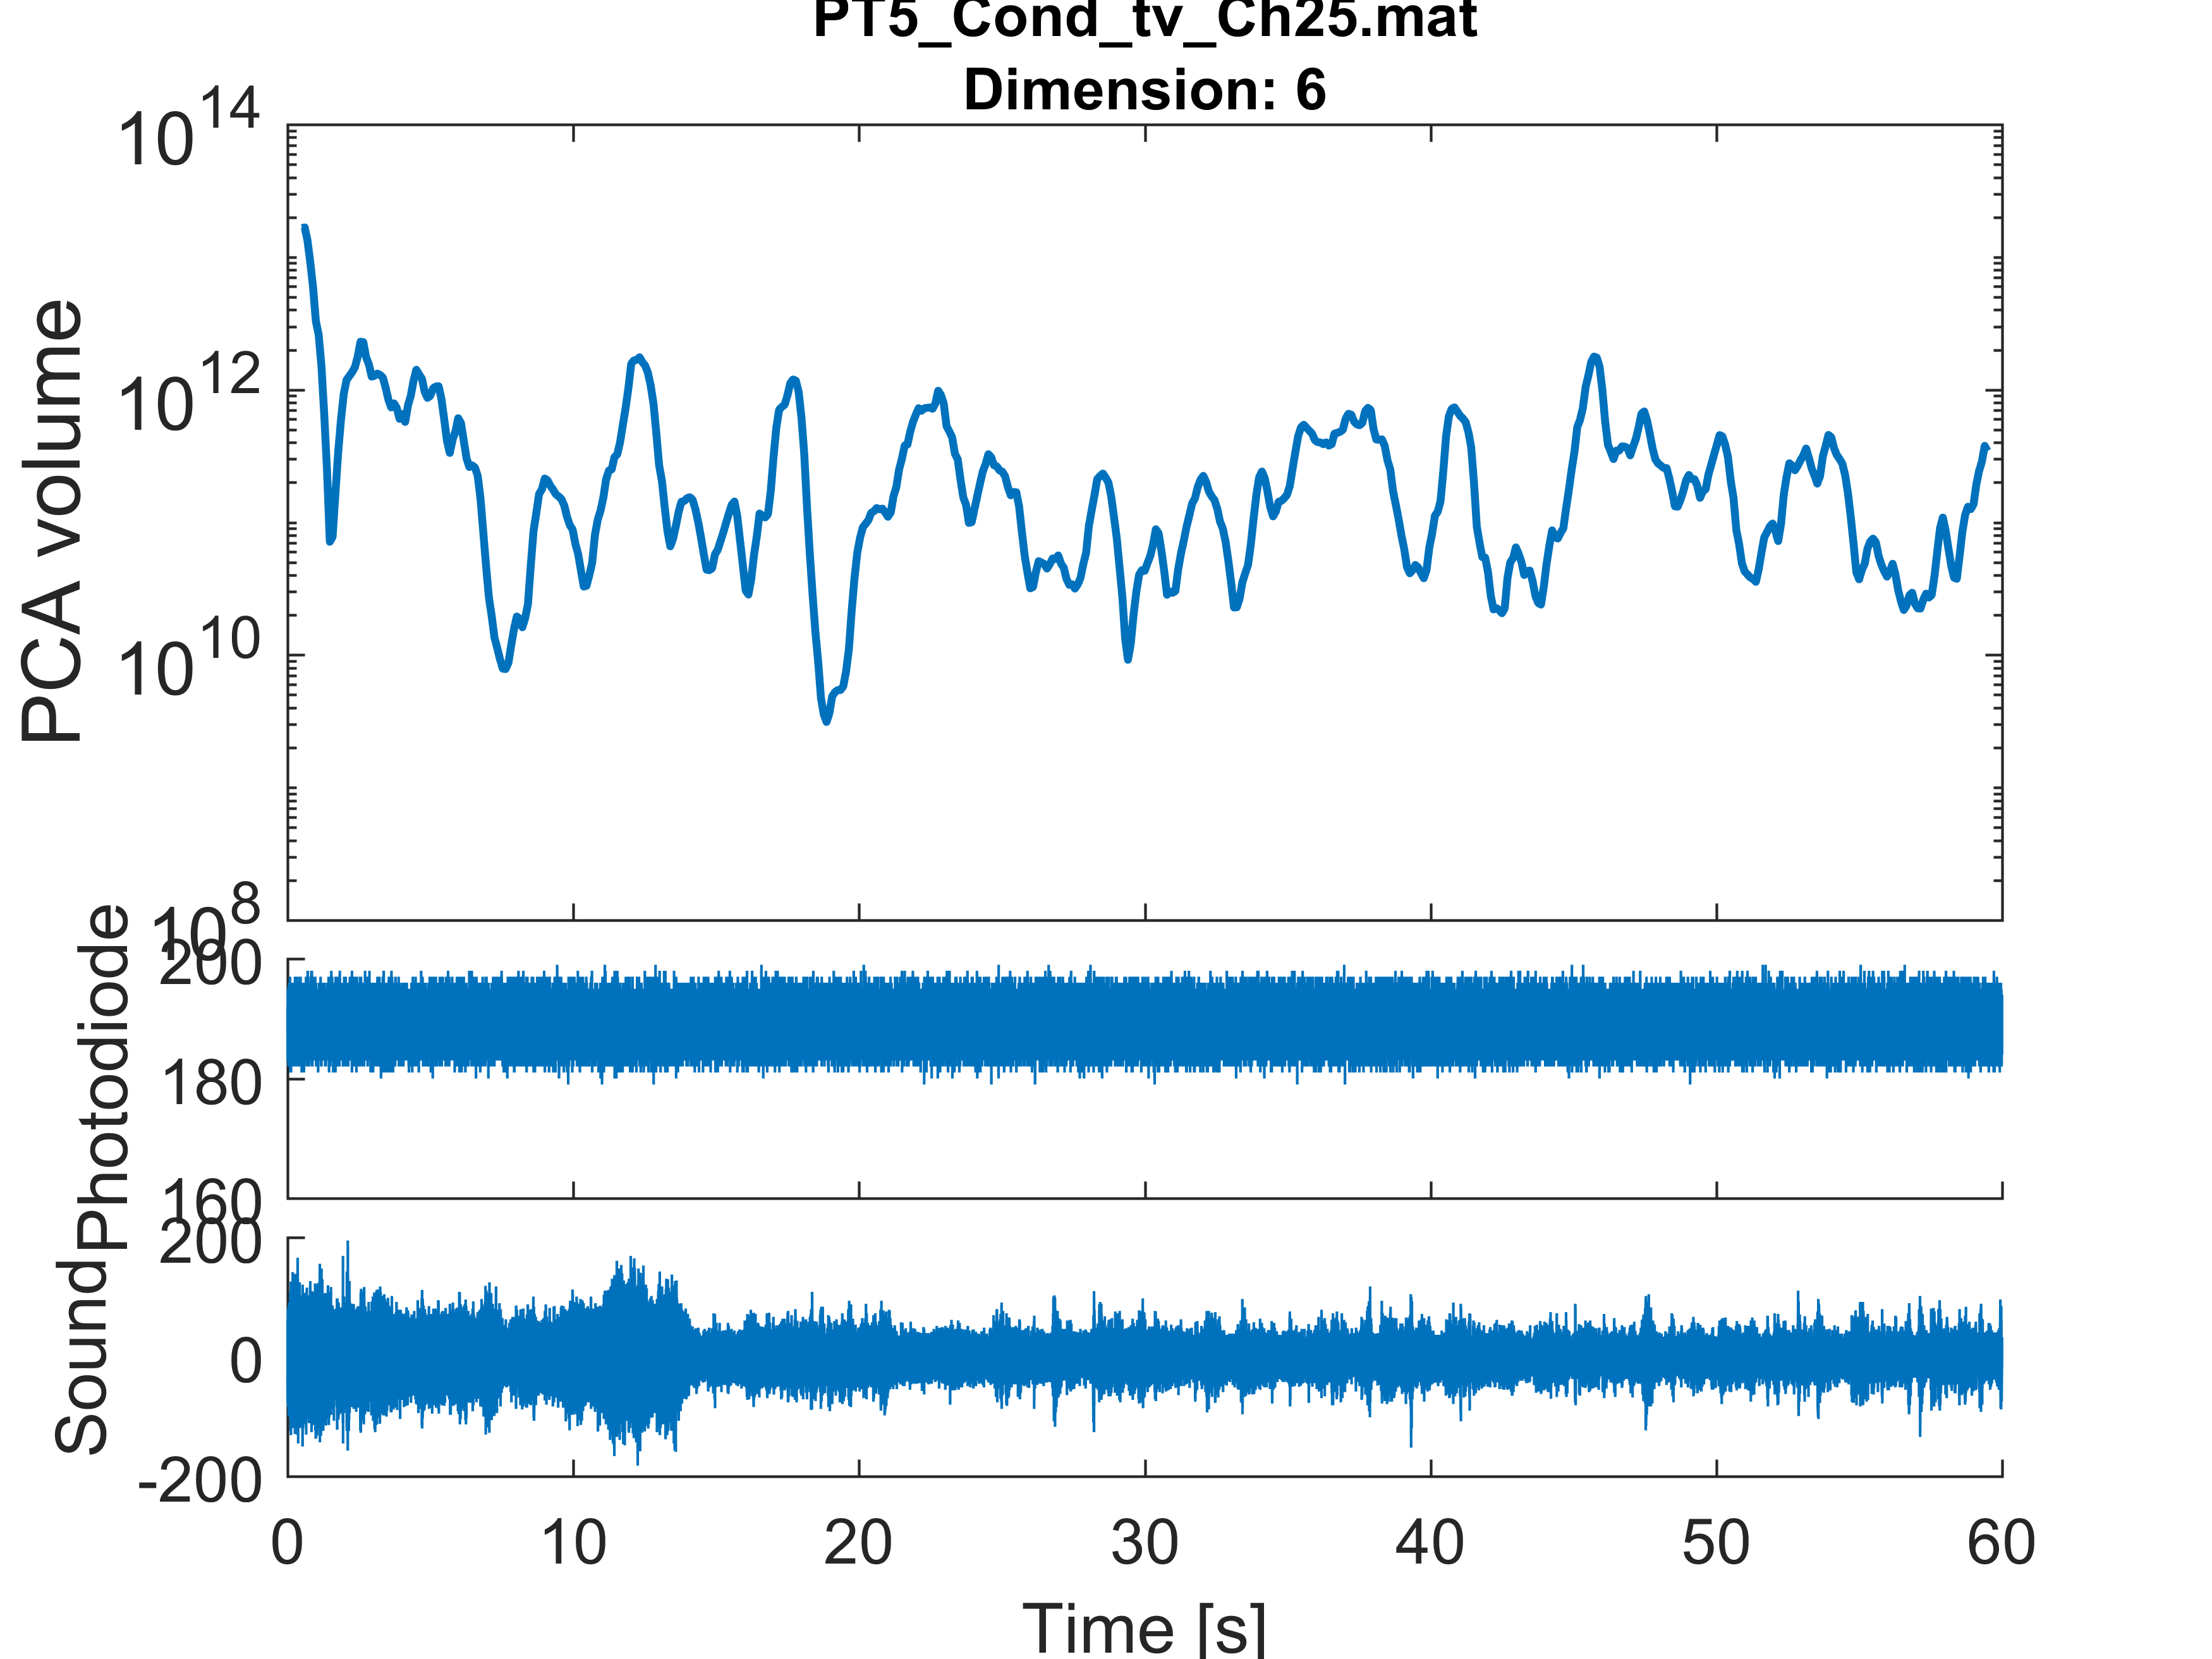 PT5_Cond_tv_Ch25.mat
Dimension: 6
PCA volume
10^14
10^12
10^10
10^8
Photodiode
200
180
160
Sound
200
0
-200
0 10 20 30 40 50 60
Time [s]